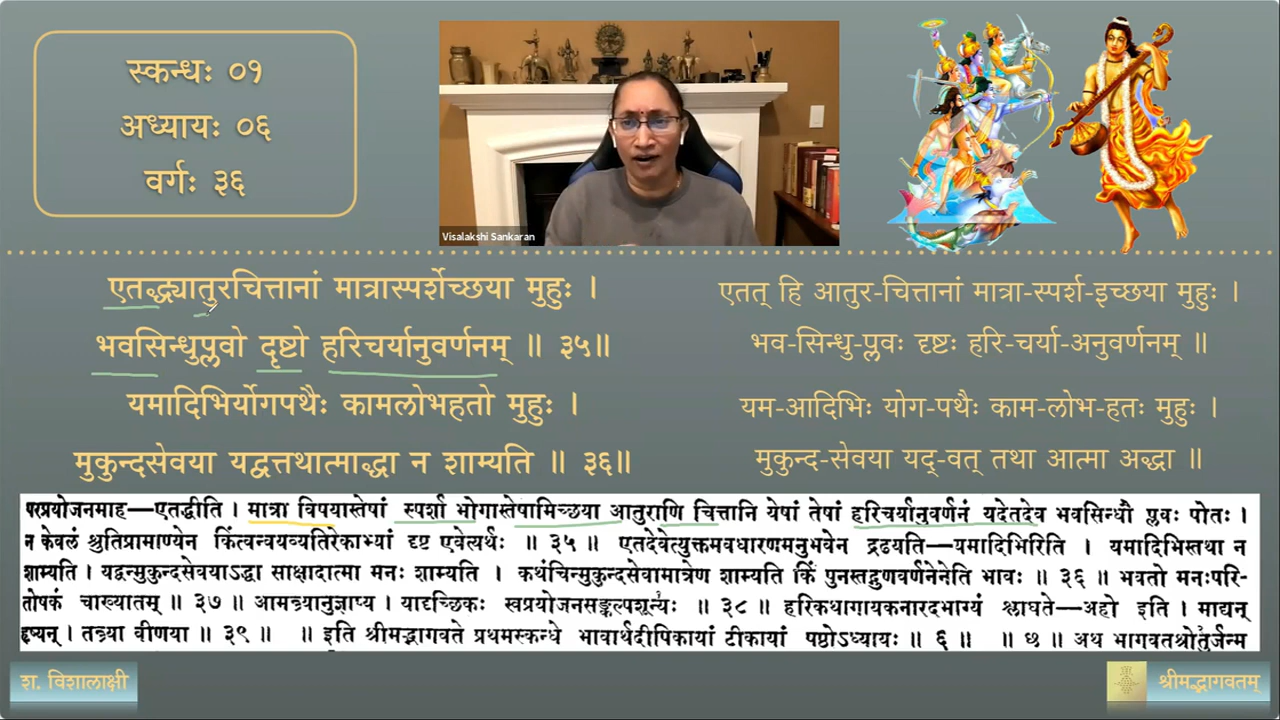 स्कन्धः ०१
अध्यायः ०६
वर्गः ३६
Visalakshi Sankaran
एतद्ध्यातुरचित्तानां मात्रास्पर्शेच्छया मुहुः ।
भवसिन्धुप्लवो दृष्टो हरिचर्यानुवर्णनम् ॥ ३५॥
यमादिभिर्योगपथैः कामलोभहतो मुहुः ।
मुकुन्दसेवया यद्वत्तथात्माद्धा न शाम्यति ॥ ३६॥
एतत् हि आतुर-चित्तानां मात्रा-स्पर्श-इच्छया मुहुः ।
भव-सिन्धु-प्लवः दृष्टः हरि-चर्या-अनुवर्णनम् ॥
यम-आदिभिः योग-पथैः काम-लोभ-हतः मुहुः ।
मुकुन्द-सेवया यद्-वत् तथा आत्मा अद्धा ॥
परप्रयोजनमाह—एतद्धीति । मात्रा विषयास्तेषां स्पर्शा भोगास्तेषामिच्छया आतुराणि चित्तानि येषां तेषां हरिचर्यानुवर्णनं यदेतदेव भवसिन्धौ प्लवः पोतः ।
न केवलं श्रुतिप्रामाण्येन किंत्वन्वयव्यतिरेकाभ्यां दृष्ट एवेत्यर्थः ॥ ३५ ॥ एतदेवेत्युक्तमवधारणमनुभवेन द्रढयति—यमादिभिरिति । यमादिभिस्तथा न
शाम्यति । यद्वन्मुकुन्दसेवयाऽद्धा साक्षादात्मा मनः शाम्यति । कथंचिन्मुकुन्दसेवामात्रेण शाम्यति किं पुनस्तद्गुणवर्णनेनेति भावः ॥ ३६ ॥ भवतो मनःपरि-
तोषकं चाख्यातम् ॥ ३७ ॥ आमन्त्र्यानुज्ञाप्य । यादृच्छिकः स्वप्रयोजनसङ्कल्पशून्यः ॥ ३८ ॥ हरिकथागायकनारदभाग्यं श्लाघते—अहो इति । माद्यन्
हृष्यन् । तन्त्र्या वीणया ॥ ३९ ॥ ॥ इति श्रीमद्भागवते प्रथमस्कन्धे भावार्थदीपिकायां टीकायां षष्ठोऽध्यायः ॥ ६ ॥ ॥ छ ॥ अथ भागवतश्रोतुर्जन्म
श. विशालाक्षी
श्रीमद्भागवतम्